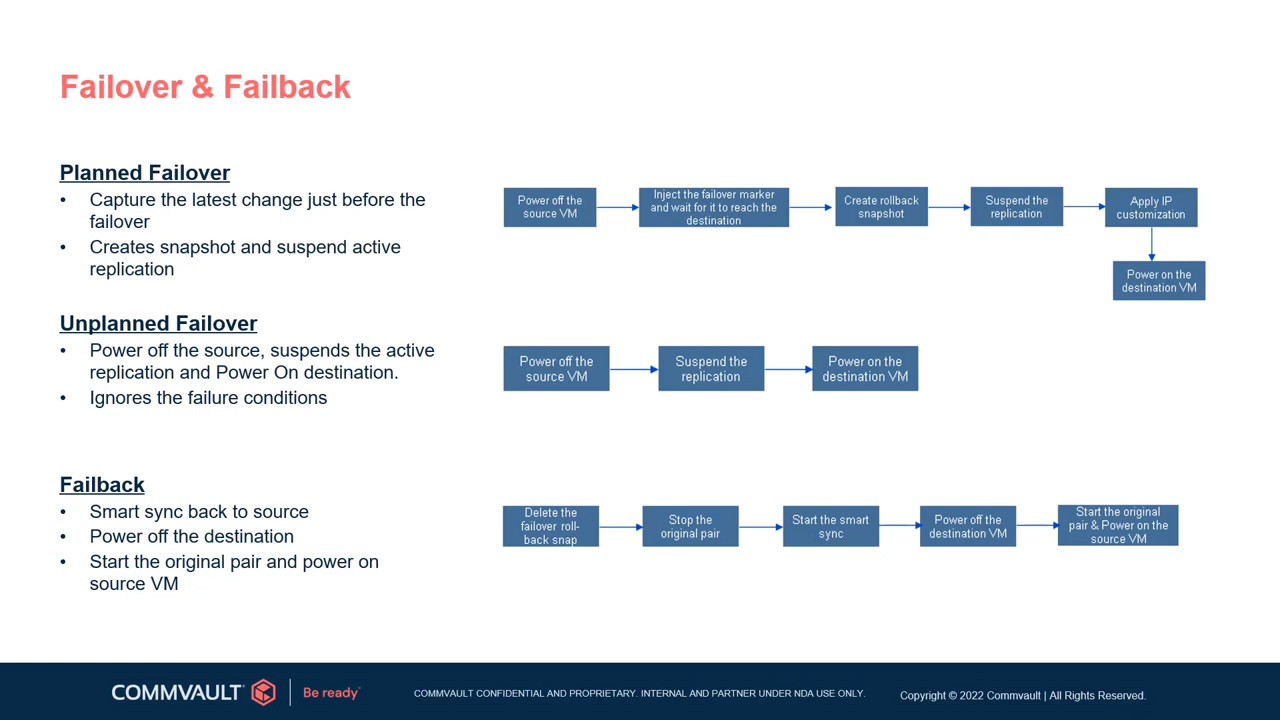 Failover & Failback
Planned Failover
• Capture the latest change just before the
failover
• Creates snapshot and suspend active
replication
Power off the
source VM
Inject the failover marker
and wait for it to reach the
destination
Create rollback
snapshot
Suspend the
replication
Apply IP
customization
Power on the
destination VM
Unplanned Failover
• Power off the source, suspends the active
replication and Power On destination.
• Ignores the failure conditions
Power off the
source VM
Suspend the
replication
Power on the
destination VM
Failback
• Smart sync back to source
• Power off the destination
• Start the original pair and power on
source VM
Delete the
failover roll-
back snap
Stop the
original pair
Start the smart
sync
Power off the
destination VM
Start the original
pair & Power on the
source VM
COMMVAULT
Be ready
COMMVAULT CONFIDENTIAL AND PROPRIETARY. INTERNAL AND PARTNER UNDER NDA USE ONLY.
Copyright © 2022 Commvault | All Rights Reserved.